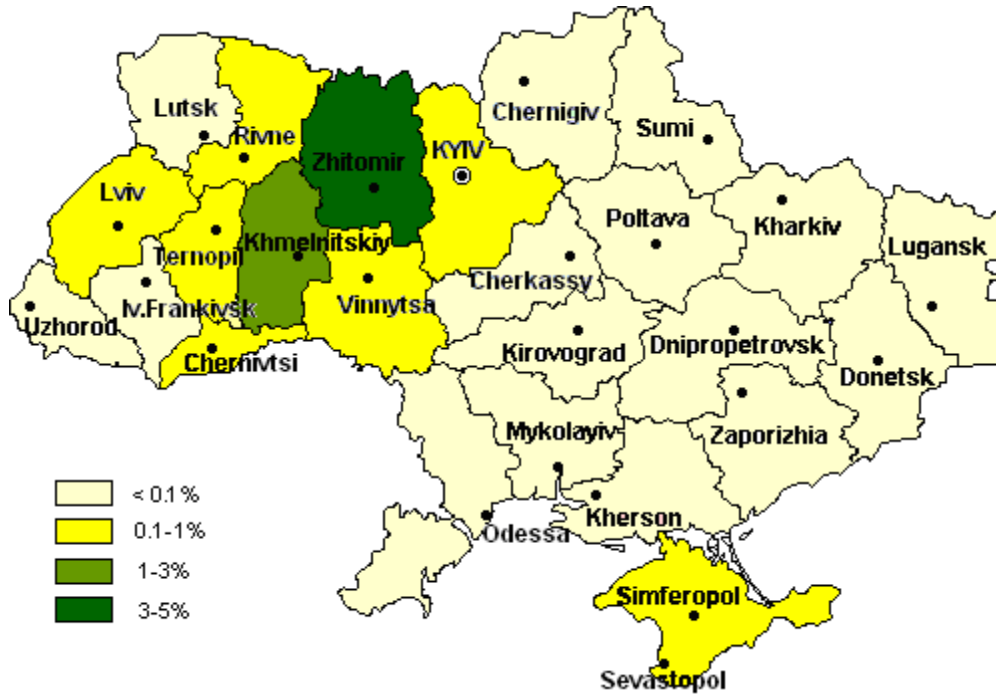 Lutsk
Rivne
Zhitomir
KYIV
Chernigiv
Sumi
Lviv
Ternopil
Khmelnitskiy
Vinnytsa
Cherkassy
Poltava
Kharkiv
Lugansk
Uzhorod
Iv.Frankivsk
Chernivtsi
Kirovograd
Dnipropetrovsk
Donetsk
Mykolayiv
Zaporizhia
Odessa
Kherson
Simferopol
Sevastopol
< 0.1%
0.1-1%
1-3%
3-5%